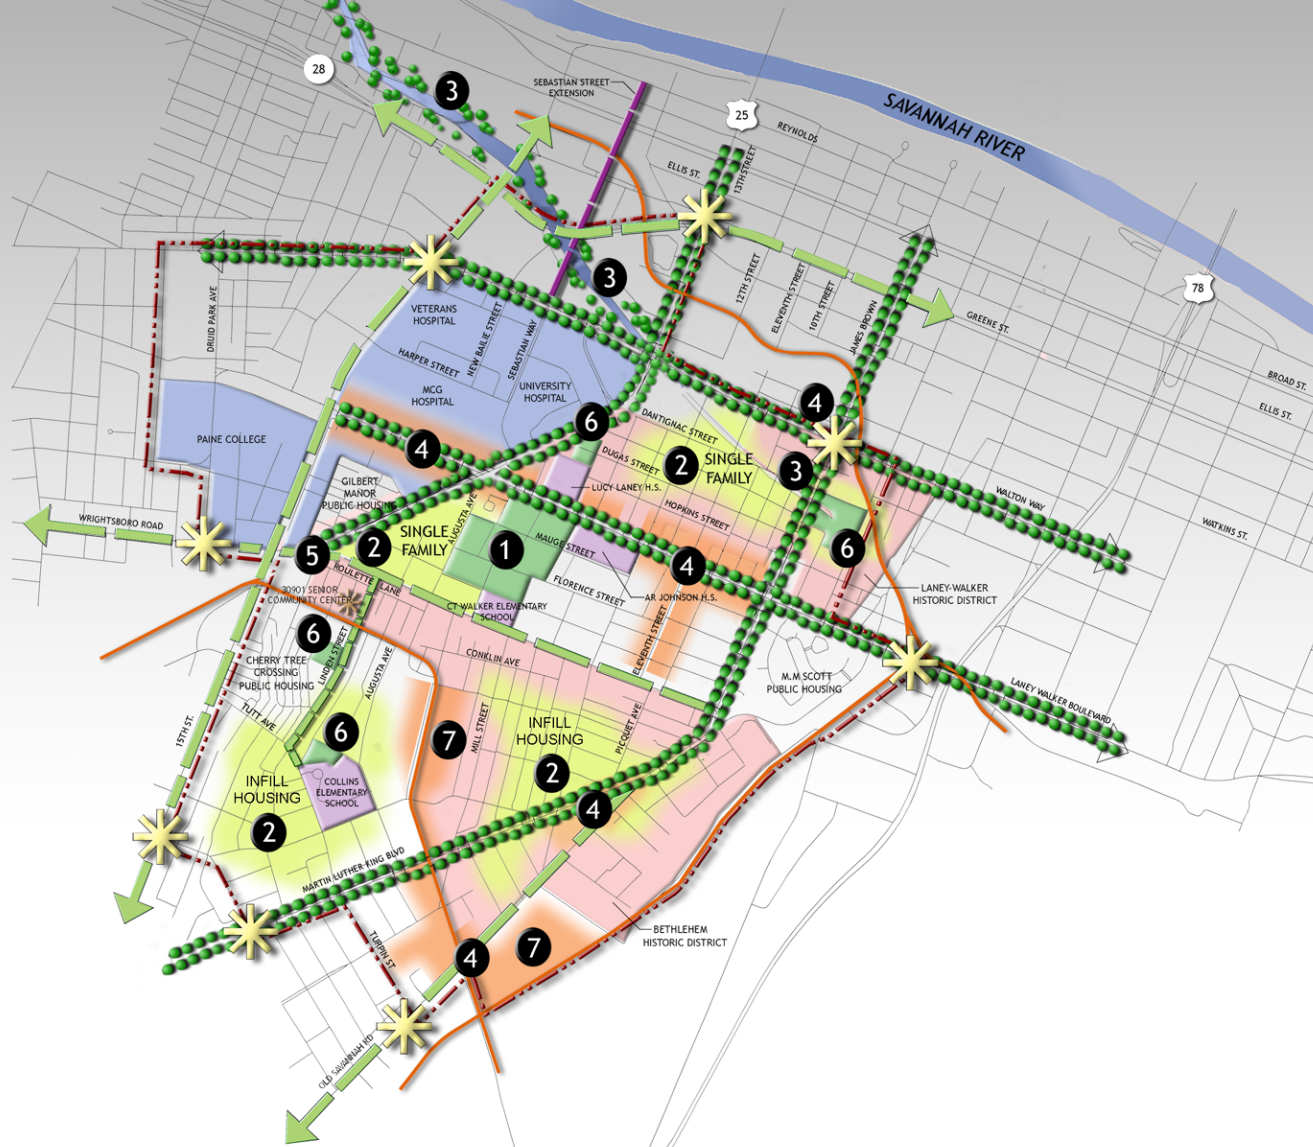 3
28
SEBASTIAN STREET
EXTENSION
25
REYNOLDS
SAVANNAH RIVER
ELLIS ST.
13TH STREET
78
DRUID PARK AVE
VETERANS
HOSPITAL
3
12TH STREET
ELEVENTH STREET
10TH STREET
JAMES BROWN
GREENE ST.
NEW BAILIE STREET
SEBASTIAN WAY
HARPER STREET
MCG
HOSPITAL
UNIVERSITY
HOSPITAL
BROAD ST.
ELLIS ST.
PAINE COLLEGE
4
6
DANTIGNAC STREET
DUGAS STREET
2
SINGLE
FAMILY
3
4
GILBERT
MANOR
PUBLIC HOUSING
LUCY LANEY H.S.
HOPKINS STREET
WALTON WAY
WATKINS ST.
WRIGHTSBORO ROAD
5
2
SINGLE
FAMILY
AUGUSTA AVE
1
MAUGE STREET
4
6
ROULETTE LANE
30901 SENIOR
COMMUNITY CENTER
FLORENCE STREET
AR JOHNSON H.S.
LANEY-WALKER
HISTORIC DISTRICT
CT WALKER ELEMENTARY
SCHOOL
6
CHERRY TREE
CROSSING
PUBLIC HOUSING
LINDEN STREET
AUGUSTA AVE
CONKLIN AVE
ELEVENTH STREET
M.M SCOTT
PUBLIC HOUSING
LANEY WALKER BOULEVARD
15TH ST.
TUTT AVE
6
7
MILL STREET
INFILL
HOUSING
2
PICQUET AVE
INFILL
HOUSING
2
COLLINS
ELEMENTARY
SCHOOL
4
MARTIN LUTHER KING BLVD
TURPIN ST
4
7
BETHLEHEM
HISTORIC DISTRICT
OLD SAVANNAH RD